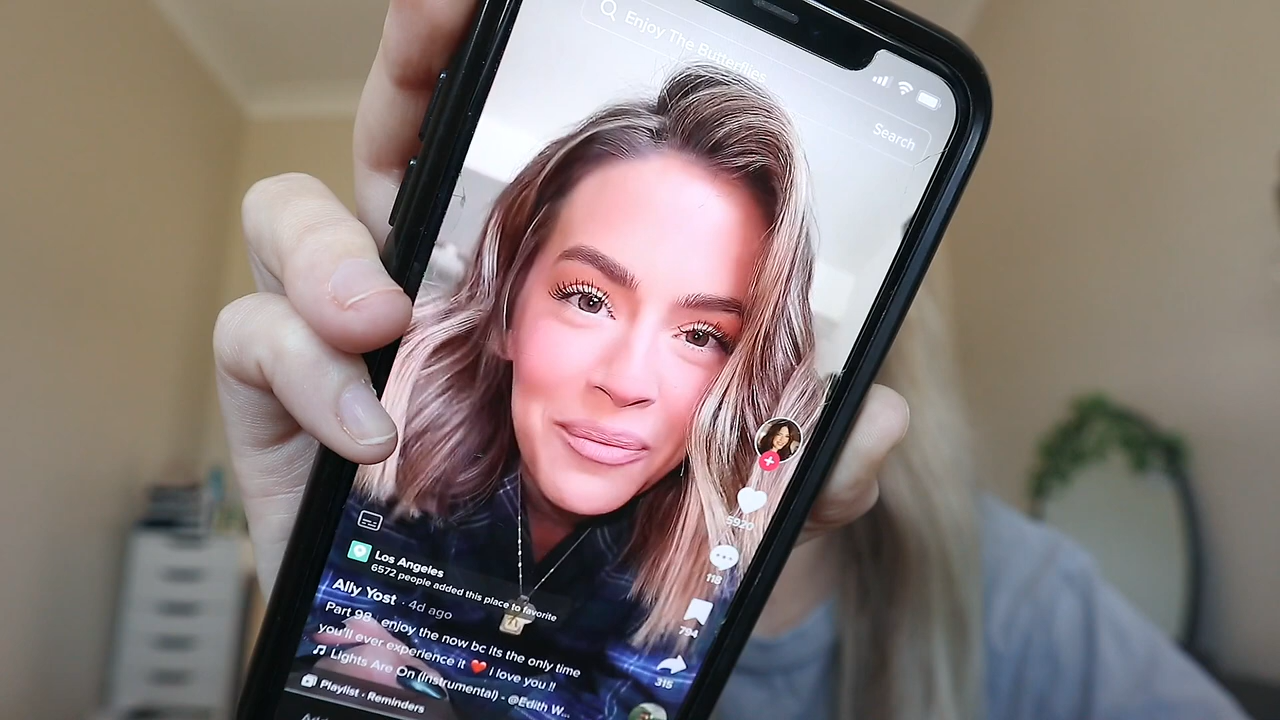 Enjoy The Butterflies
Search
5920
118
794
315
Los Angeles
6572 people added this place to favorite
Ally Yost · 4d ago
Part 98 , enjoy the now bc its the only time
you'll ever experience it ❤️ I love you !!
Lights Are On (Instrumental) - @Edith W...
Playlist · Reminders